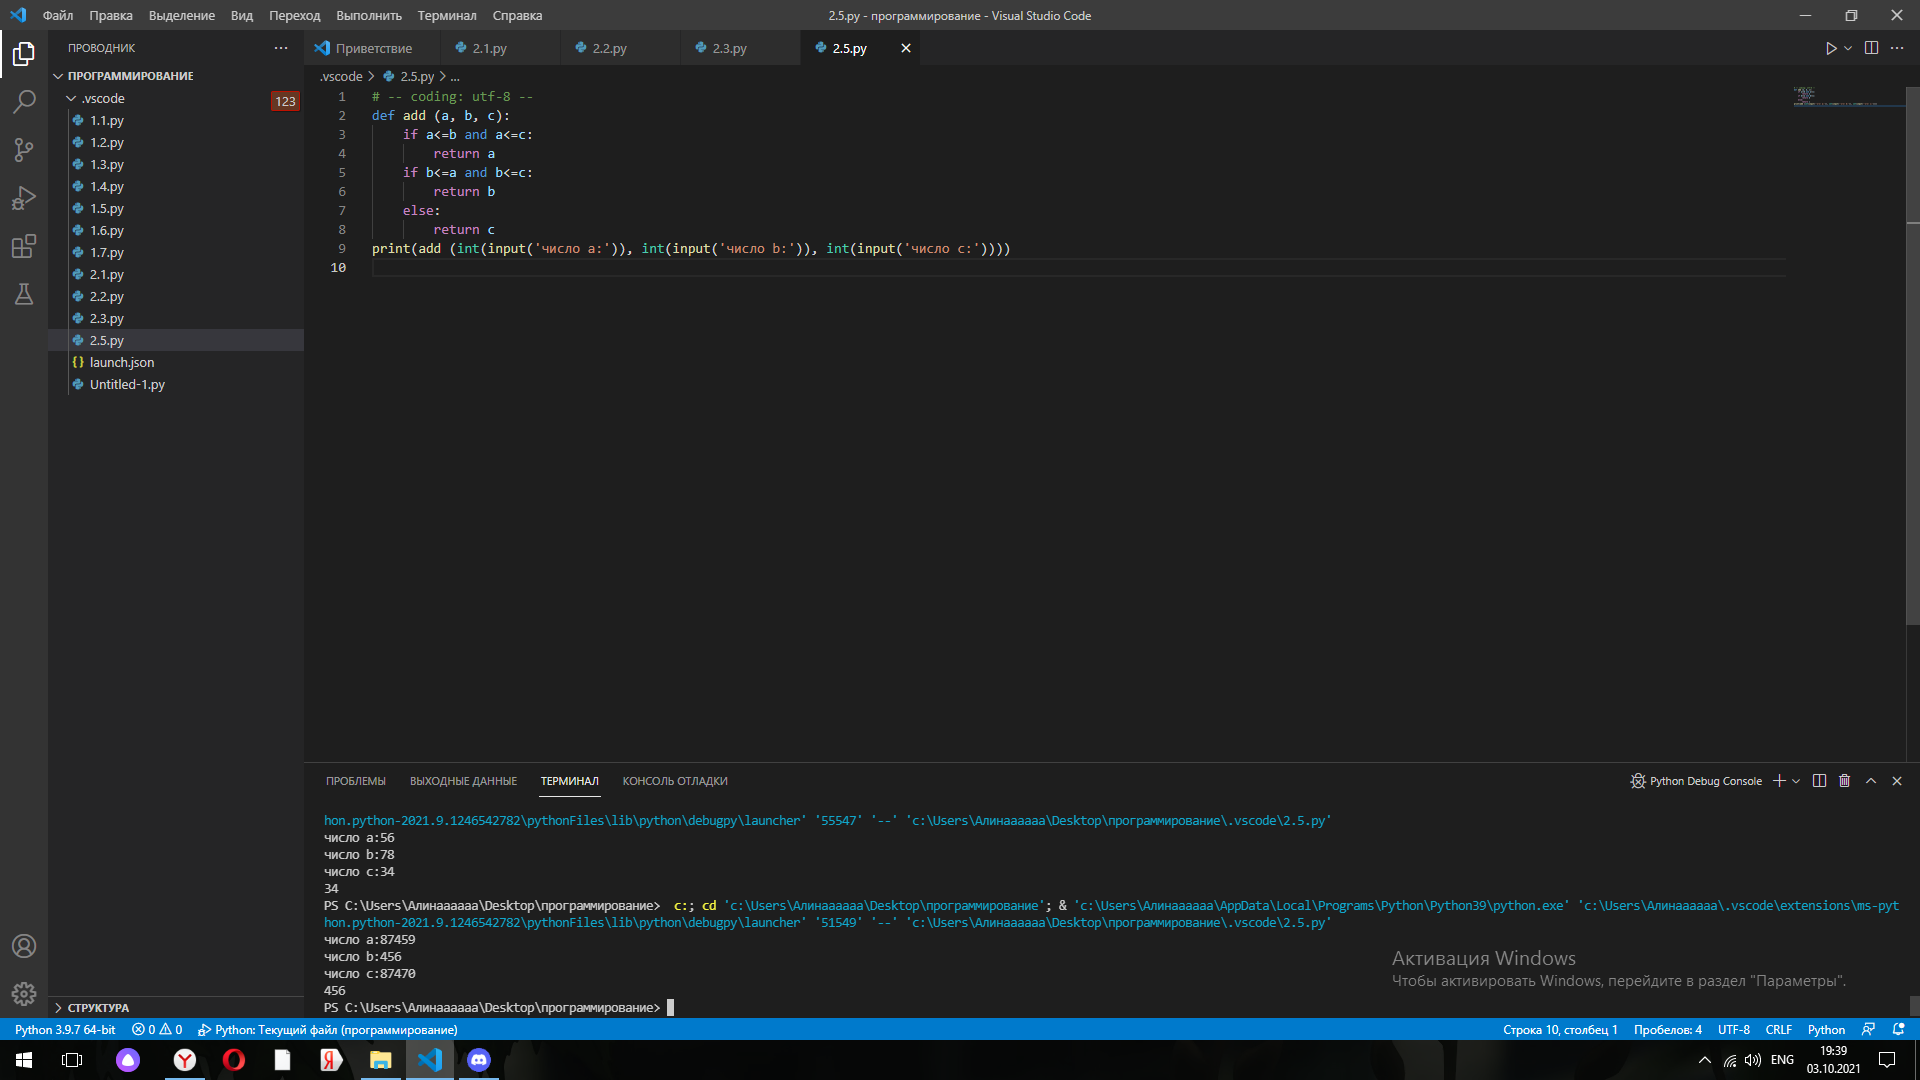 Файл Правка Выделение Вид Переход Выполнить Терминал Справка
2.5.py - программирование - Visual Studio Code
ПРОВОДНИК
Приветствие 2.1.py 2.2.py 2.3.py 2.5.py
ПРОГРАММИРОВАНИЕ
.vscode
123
1.1.py
1.2.py
1.3.py
1.4.py
1.5.py
1.6.py
1.7.py
2.1.py
2.2.py
2.3.py
2.5.py
launch.json
Untitled-1.py
СТРУКТУРА
.vscode > 2.5.py > ...
1 # -- coding: utf-8 --
2 def add (a, b, c):
3     if a<=b and a<=c:
4         return a
5     if b<=a and b<=c:
6         return b
7     else:
8         return c
9 print(add (int(input('число a:')), int(input('число b:')), int(input('число c:'))))
10
ПРОБЛЕМЫ ВЫХОДНЫЕ ДАННЫЕ ТЕРМИНАЛ КОНСОЛЬ ОТЛАДКИ
Python Debug Console
hon.python-2021.9.1246542782\pythonFiles\lib\python\debugpy\launcher' '55547' '--' 'c:\Users\Алинаааааа\Desktop\программирование\.vscode\2.5.py'
число a:56
число b:78
число c:34
34
PS C:\Users\Алинаааааа\Desktop\программирование>  c:; cd 'c:\Users\Алинаааааа\Desktop\программирование'; & 'c:\Users\Алинаааааа\AppData\Local\Programs\Python\Python39\python.exe' 'c:\Users\Алинаааааа\.vscode\extensions\ms-pyt
hon.python-2021.9.1246542782\pythonFiles\lib\python\debugpy\launcher' '51549' '--' 'c:\Users\Алинаааааа\Desktop\программирование\.vscode\2.5.py'
число a:87459
число b:456
число c:87470
456
PS C:\Users\Алинаааааа\Desktop\программирование>
Активация Windows
Чтобы активировать Windows, перейдите в раздел "Параметры".
Python 3.9.7 64-bit 0 0 Python: Текущий файл (программирование)
Строка 10, столбец 1 Пробелов: 4 UTF-8 CRLF Python
ENG
19:39
03.10.2021